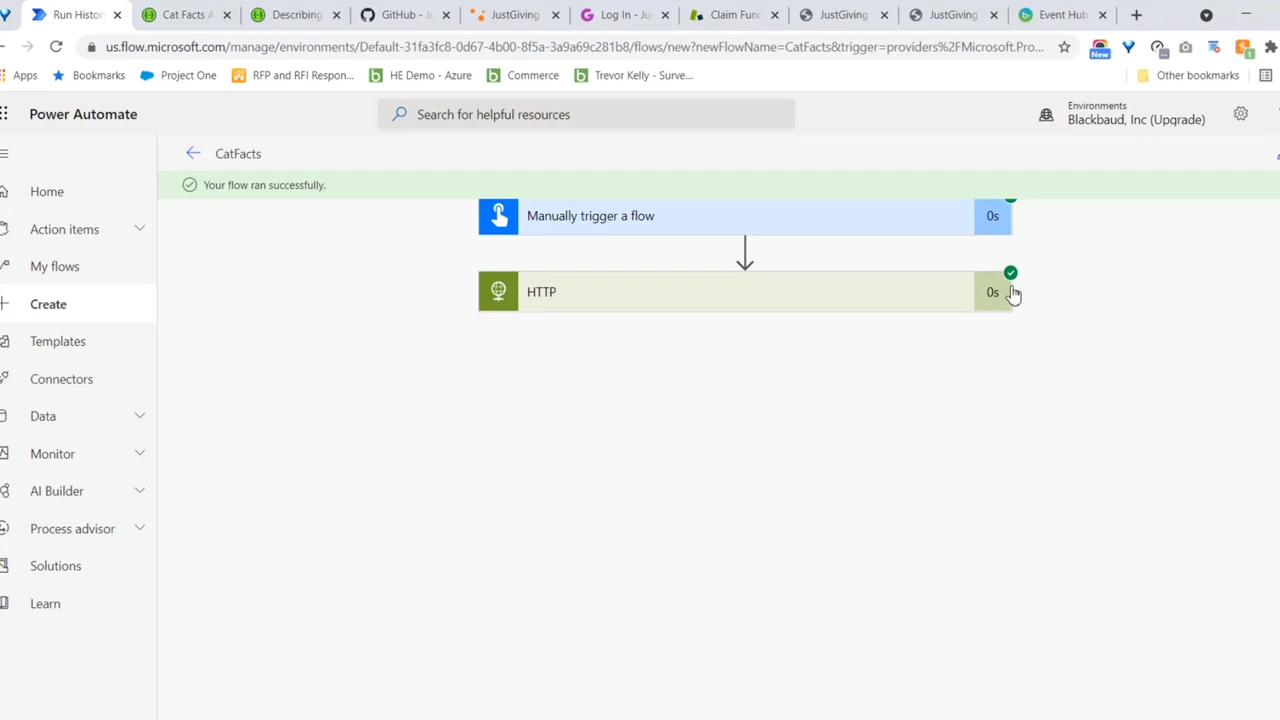 Run Histor
Cat Facts A
Describing
GitHub - J
JustGiving
Log In - Jus
Claim Func
JustGiving
JustGiving
Event Hub
us.flow.microsoft.com/manage/environments/Default-31fa3fc8-0d67-4b00-8f5a-3a9a69c281b8/flows/new?newFlowName=CatFacts&trigger=providers%2FMicrosoft.Pro...
New
1
Apps
Bookmarks
Project One
RFP and RFI Respon...
HE Demo - Azure
Commerce
Trevor Kelly - Surve...
Other bookmarks
Power Automate
Search for helpful resources
Environments
Blackbaud, Inc (Upgrade)
CatFacts
Your flow ran successfully.
Home
Action items
My flows
Create
Templates
Connectors
Data
Monitor
AI Builder
Process advisor
Solutions
Learn
Manually trigger a flow
0s
HTTP
0s